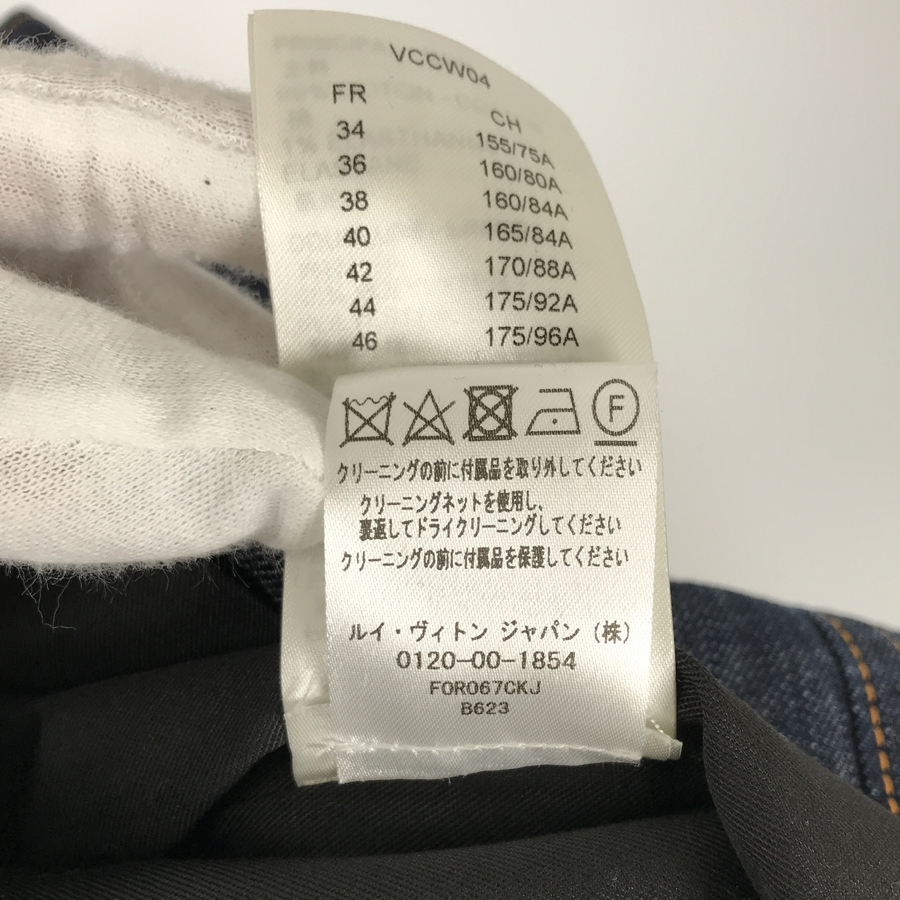 VCCW04
FR CH
34 155/75A
36 160/80A
38 160/84A
40 165/84A
42 170/88A
44 175/92A
46 175/96A
F
クリーニングの前に付属品を取り外してください
クリーニングネットを使用し、
裏返してドライクリーニングしてください
クリーニングの前に付属品を保護してください
ルイ・ヴィトン ジャパン (株)
0120-00-1854
FOR067CKJ
B623